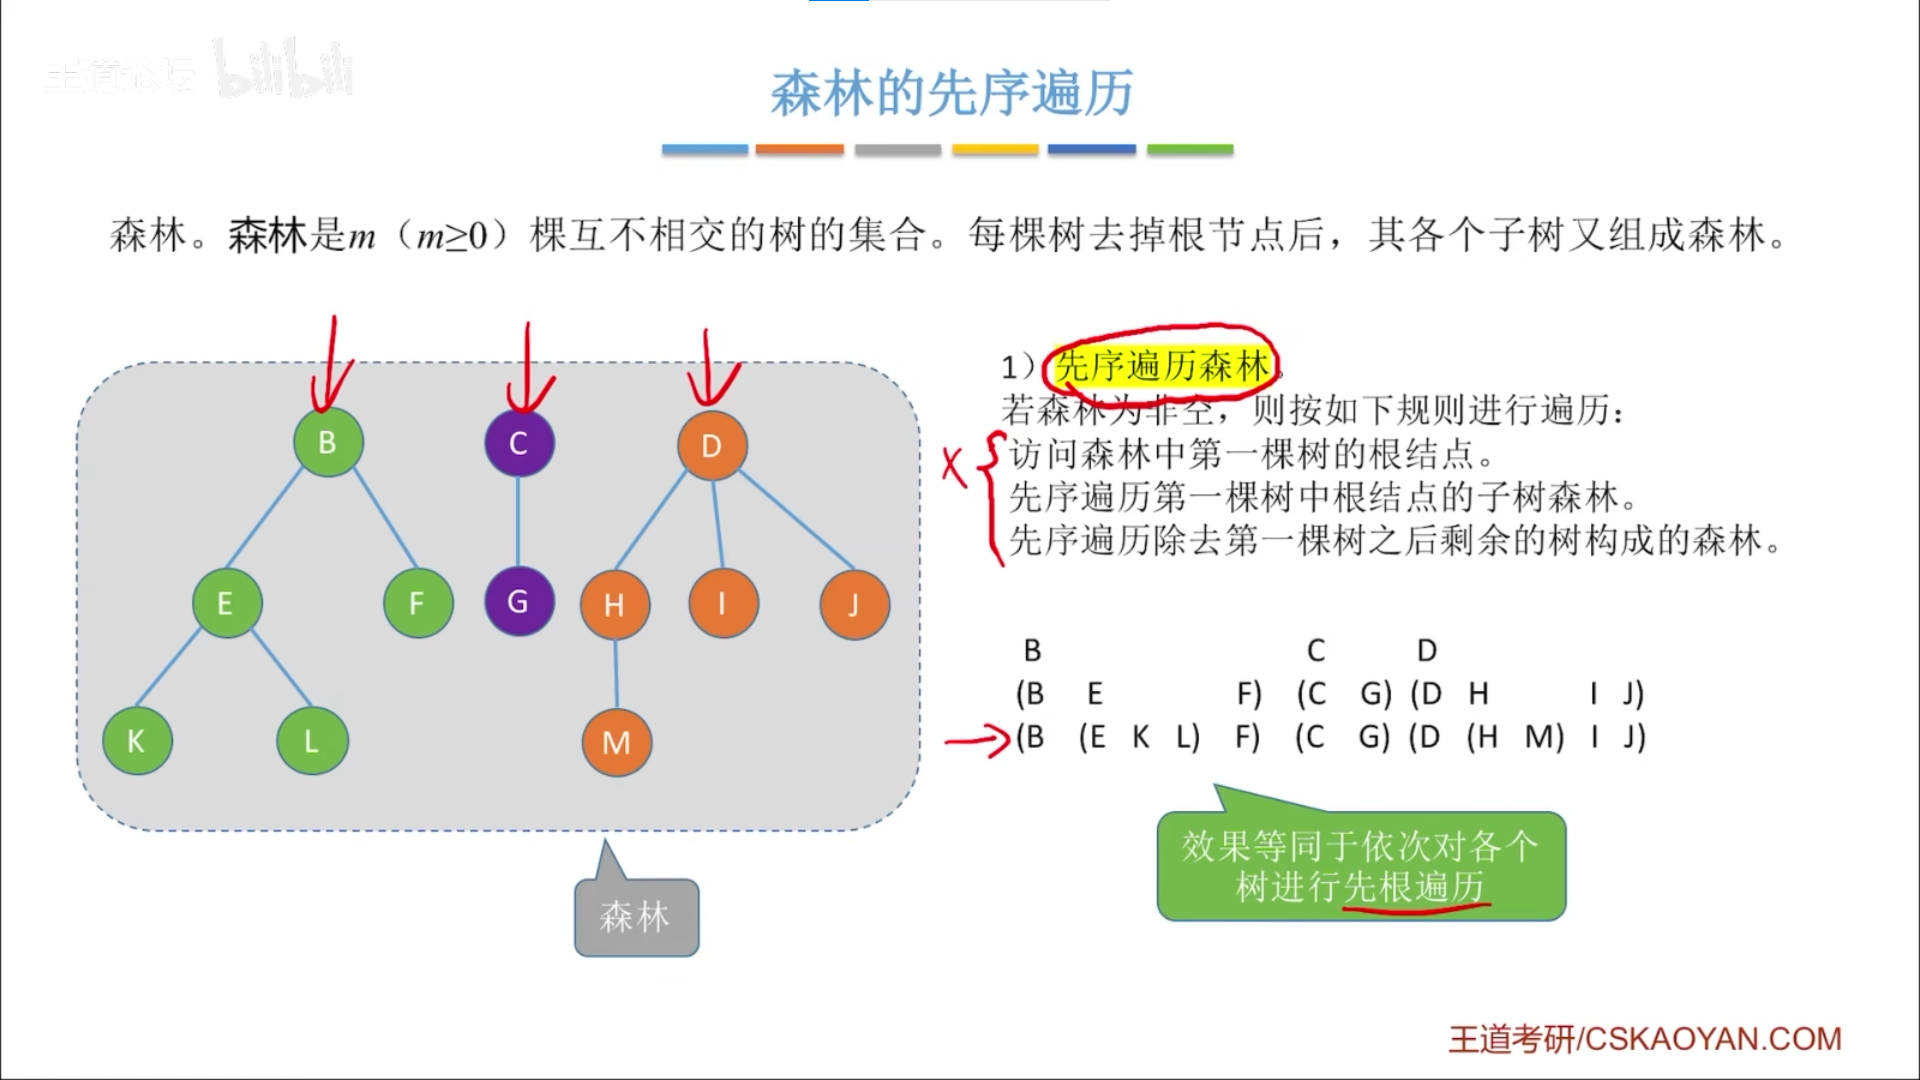 王道论坛 bilibili
森林的先序遍历
森林。森林是m（m≥0）棵互不相交的树的集合。每棵树去掉根节点后，其各个子树又组成森林。
1）先序遍历森林。
若森林为非空，则按如下规则进行遍历：
x
访问森林中第一棵树的根结点。
先序遍历第一棵树中根结点的子树森林。
先序遍历除去第一棵树之后剩余的树构成的森林。
B C D
E F G H I J
K L M
森林
B C D
(B E F) (C G) (D H I J)
(B (E K L) F) (C G) (D (H M) I J)
效果等同于依次对各个
树进行先根遍历
王道考研/CSKAOYAN.COM